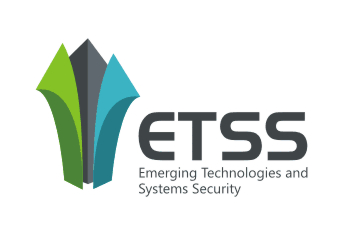 ETSS
Emerging Technologies and
Systems Security